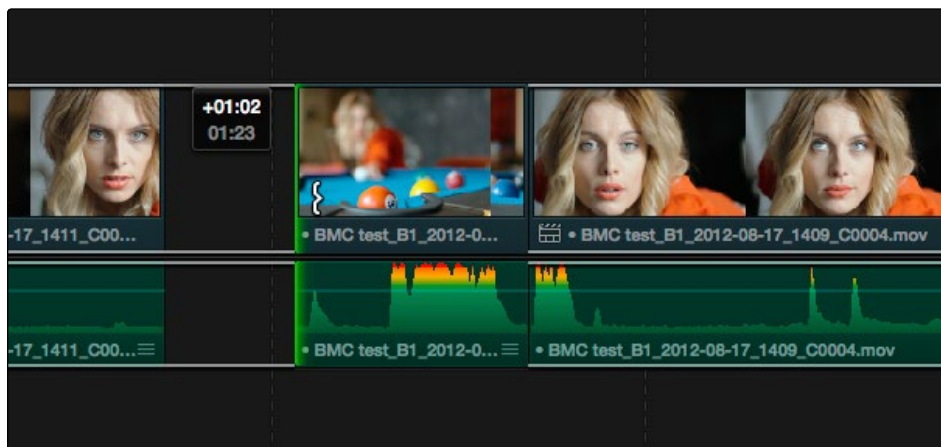 +01:02
01:23
-17_1411_C00...
• BMC test_B1_2012-0...
• BMC test_B1_2012-08-17_1409_C0004.mov
-17_1411_C00...
• BMC test_B1_2012-0...
• BMC test_B1_2012-08-17_1409_C0004.mov